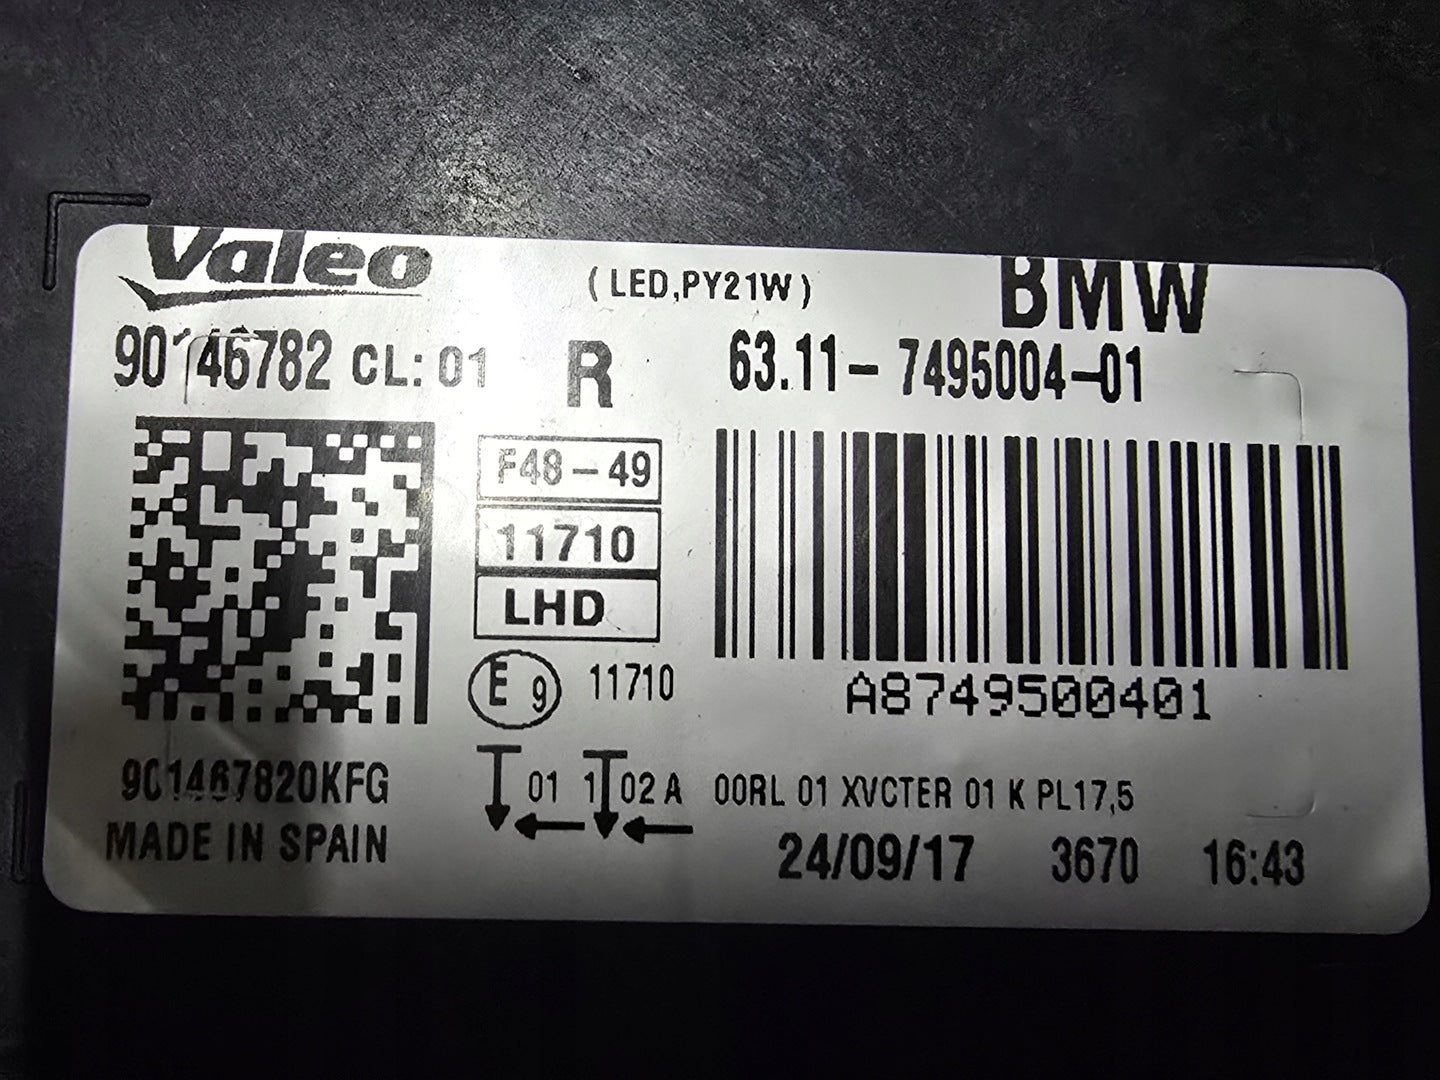 Valeo
(LED,PY21W)
BMW
90146782 CL:01
R
63.11-7495004-01
F48-49
11710
LHD
E 9 11710
A8749500401
901467820KFG
01 1 02 A 00RL 01 XVCTER 01 K PL17,5
MADE IN SPAIN
24/09/17 3670 16:43